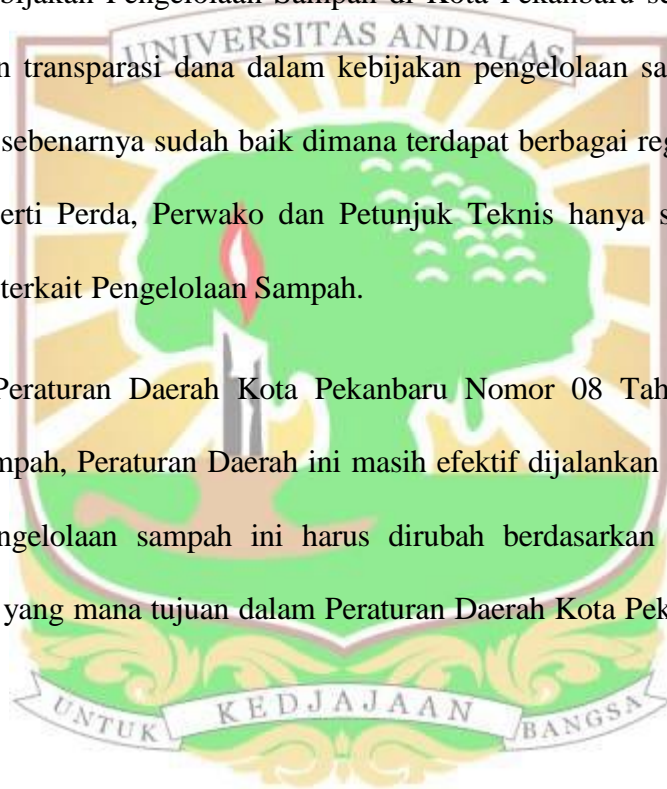 bijakan Pengelolaan Sampah di Kota Pekanbaru se
UNIVERSITAS ANDALAS
n transparasi dana dalam kebijakan pengelolaan sa
sebenarnya sudah baik dimana terdapat berbagai reg
erti Perda, Perwako dan Petunjuk Teknis hanya s
terkait Pengelolaan Sampah.
Peraturan Daerah Kota Pekanbaru Nomor 08 Tah
mpah, Peraturan Daerah ini masih efektif dijalankan
ngelolaan sampah ini harus dirubah berdasarkan
yang mana tujuan dalam Peraturan Daerah Kota Pek
UNTUK KEDJAJAAN BANGSA